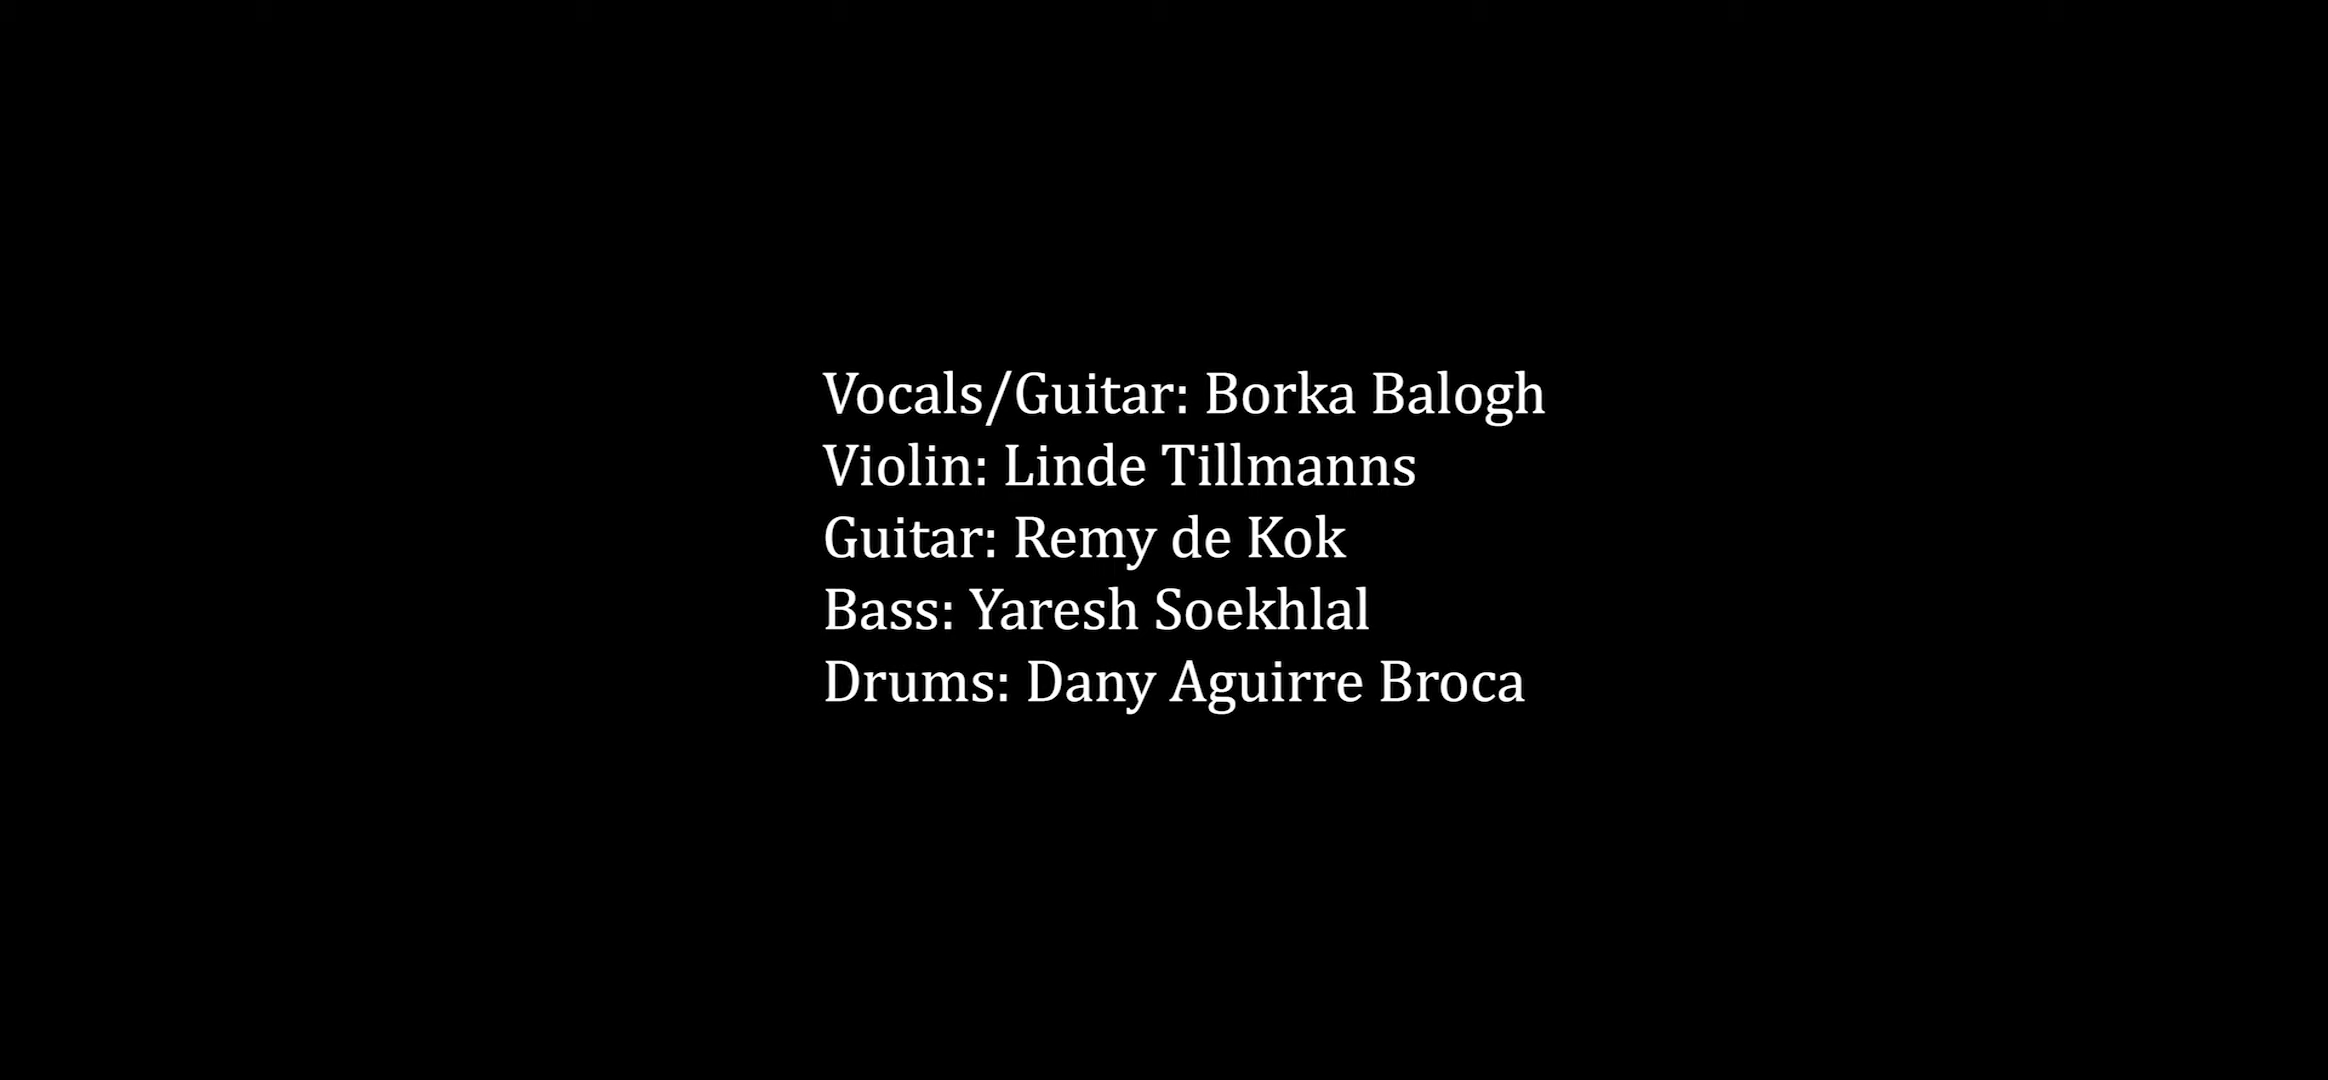 Vocals/Guitar: Borka Balogh
Violin: Linde Tillmanns
Guitar: Remy de Kok
Bass: Yaresh Soekhlal
Drums: Dany Aguirre Broca